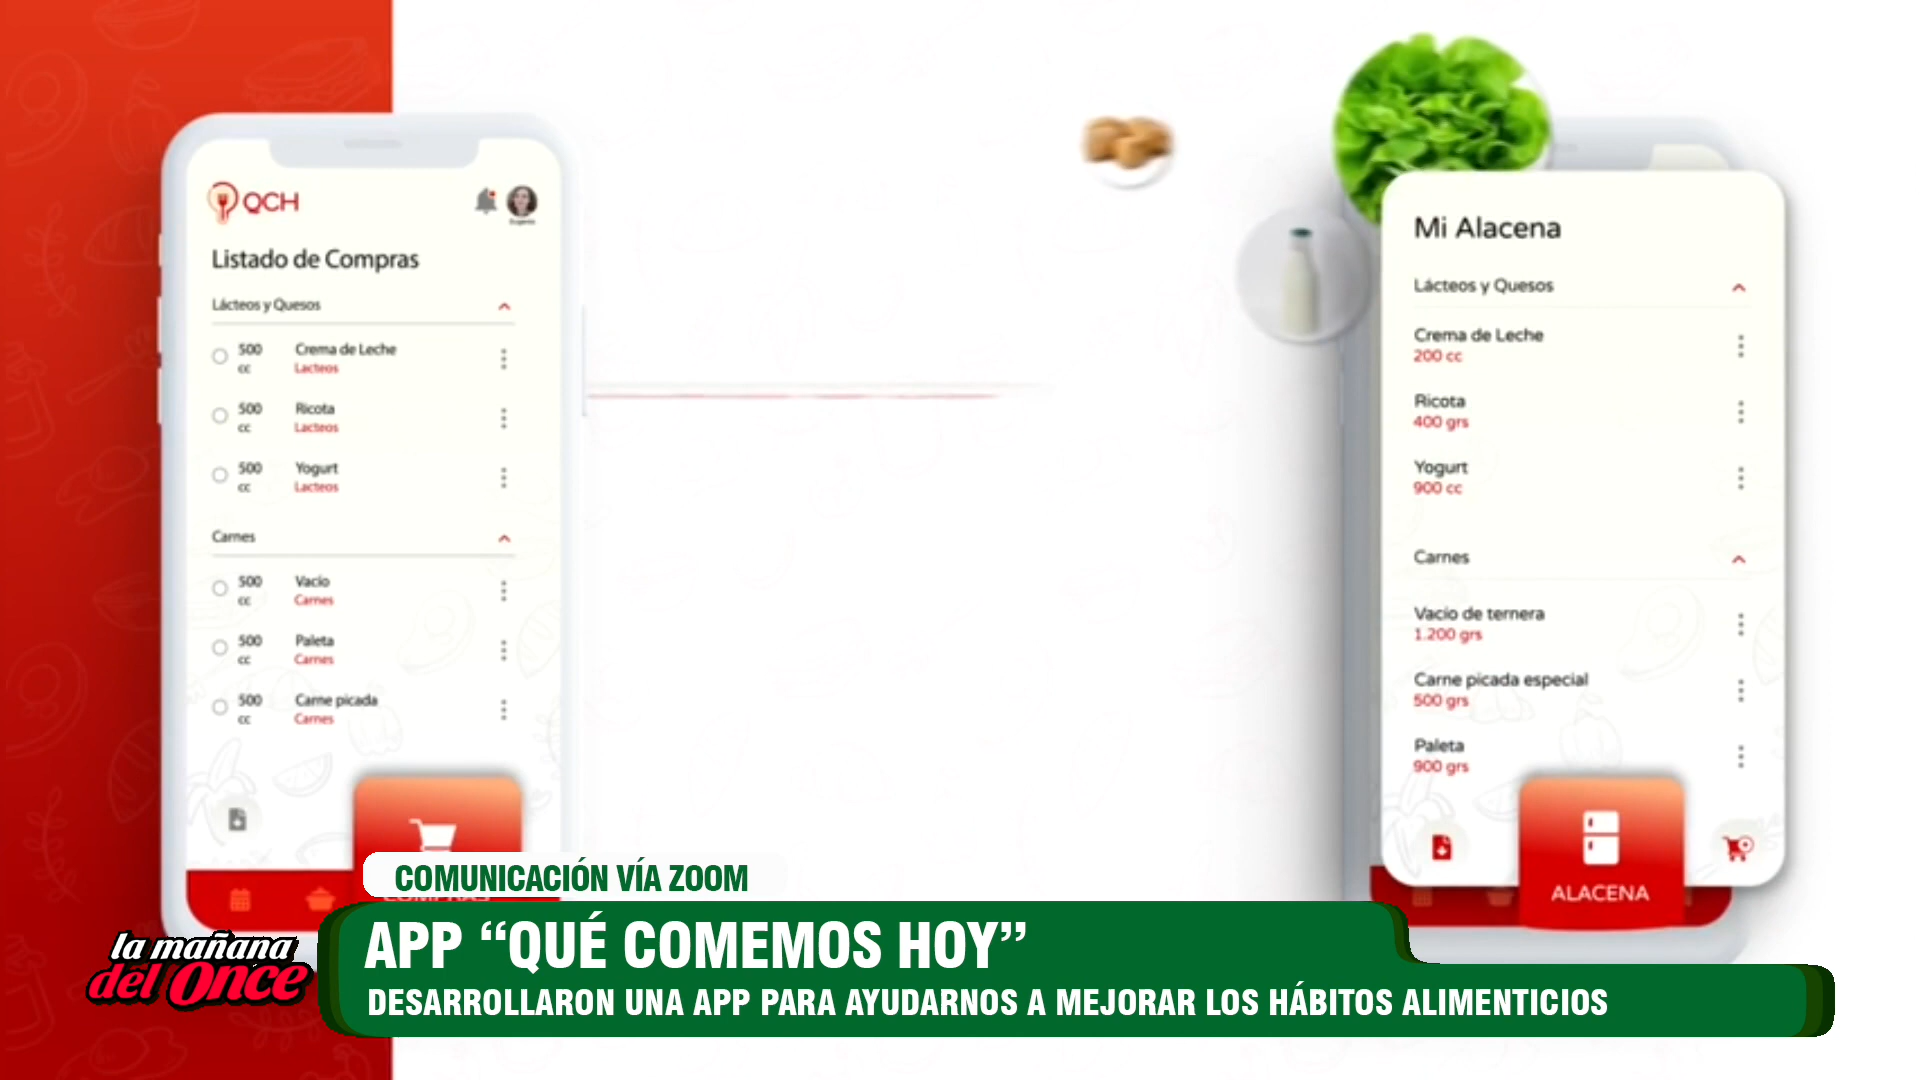 QCH
Listado de Compras
Lácteos y Quesos
500 cc Crema de Leche
Lacteos
500 cc Ricota
Lacteos
500 cc Yogurt
Lacteos
Carnes
500 cc Vacío
Carnes
500 cc Paleta
Carnes
500 cc Carne picada
Carnes
Mi Alacena
Lácteos y Quesos
Crema de Leche
200 cc
Ricota
400 grs
Yogurt
900 cc
Carnes
Vacío de ternera
1.200 grs
Carne picada especial
500 grs
Paleta
900 grs
ALACENA
COMUNICACIÓN VÍA ZOOM
la mañana
del Once
APP “QUÉ COMEMOS HOY”
DESARROLLARON UNA APP PARA AYUDARNOS A MEJORAR LOS HÁBITOS ALIMENTICIOS